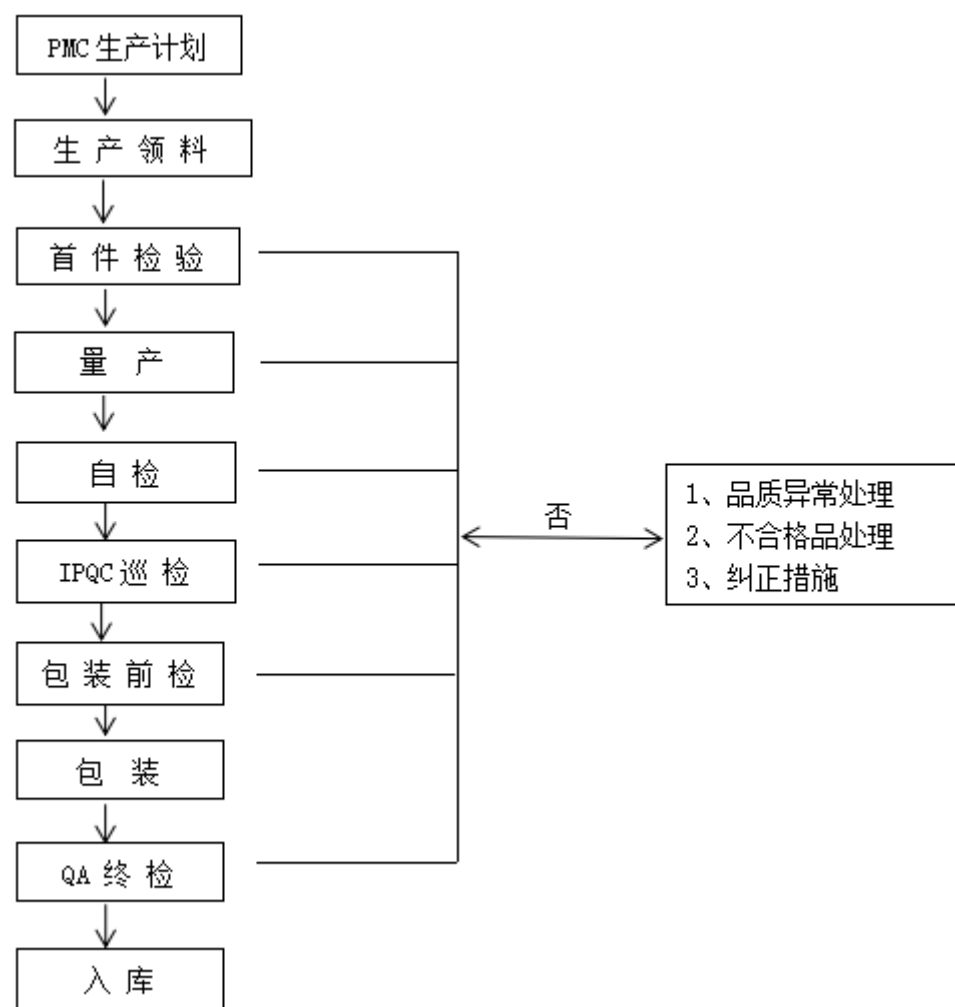 PMC生产计划
生产领料
首件检验
量产
自检
IPQC巡检
包装前检
包装
QA终检
入库
否
1、品质异常处理
2、不合格品处理
3、纠正措施